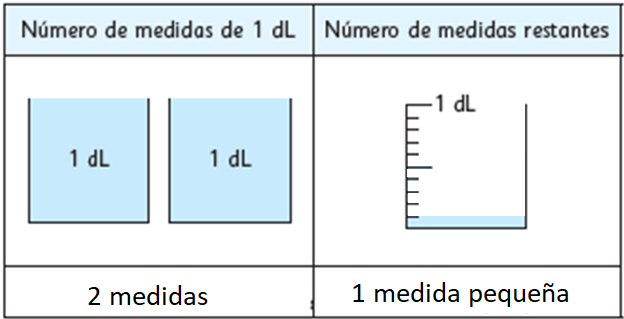 Número de medidas de 1 dL
Número de medidas restantes
1 dL
1 dL
1 dL
2 medidas
1 medida pequeña